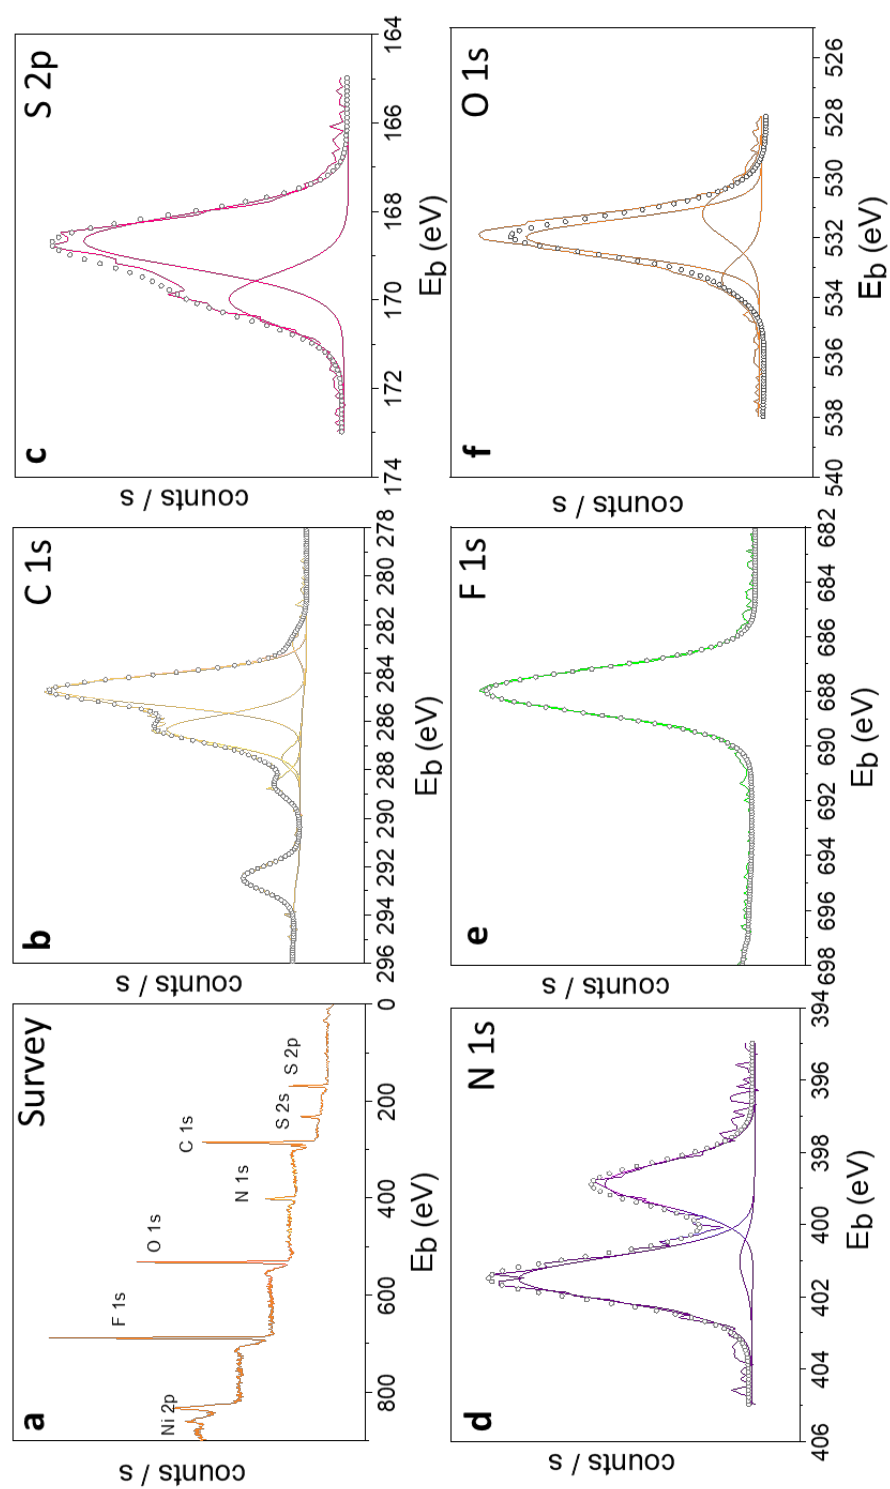 a
Survey
counts / s
Ni 2p
F 1s
O 1s
N 1s
C 1s
S 2s
S 2p
800 600 400 200 0
Eb (eV)
b
C 1s
counts / s
296 294 292 290 288 286 284 282 280 278
Eb (eV)
c
S 2p
counts / s
174 172 170 168 166 164
Eb (eV)
d
N 1s
counts / s
406 404 402 400 398 396 394
Eb (eV)
e
F 1s
counts / s
698 696 694 692 690 688 686 684 682
Eb (eV)
f
O 1s
counts / s
540 538 536 534 532 530 528 526
Eb (eV)